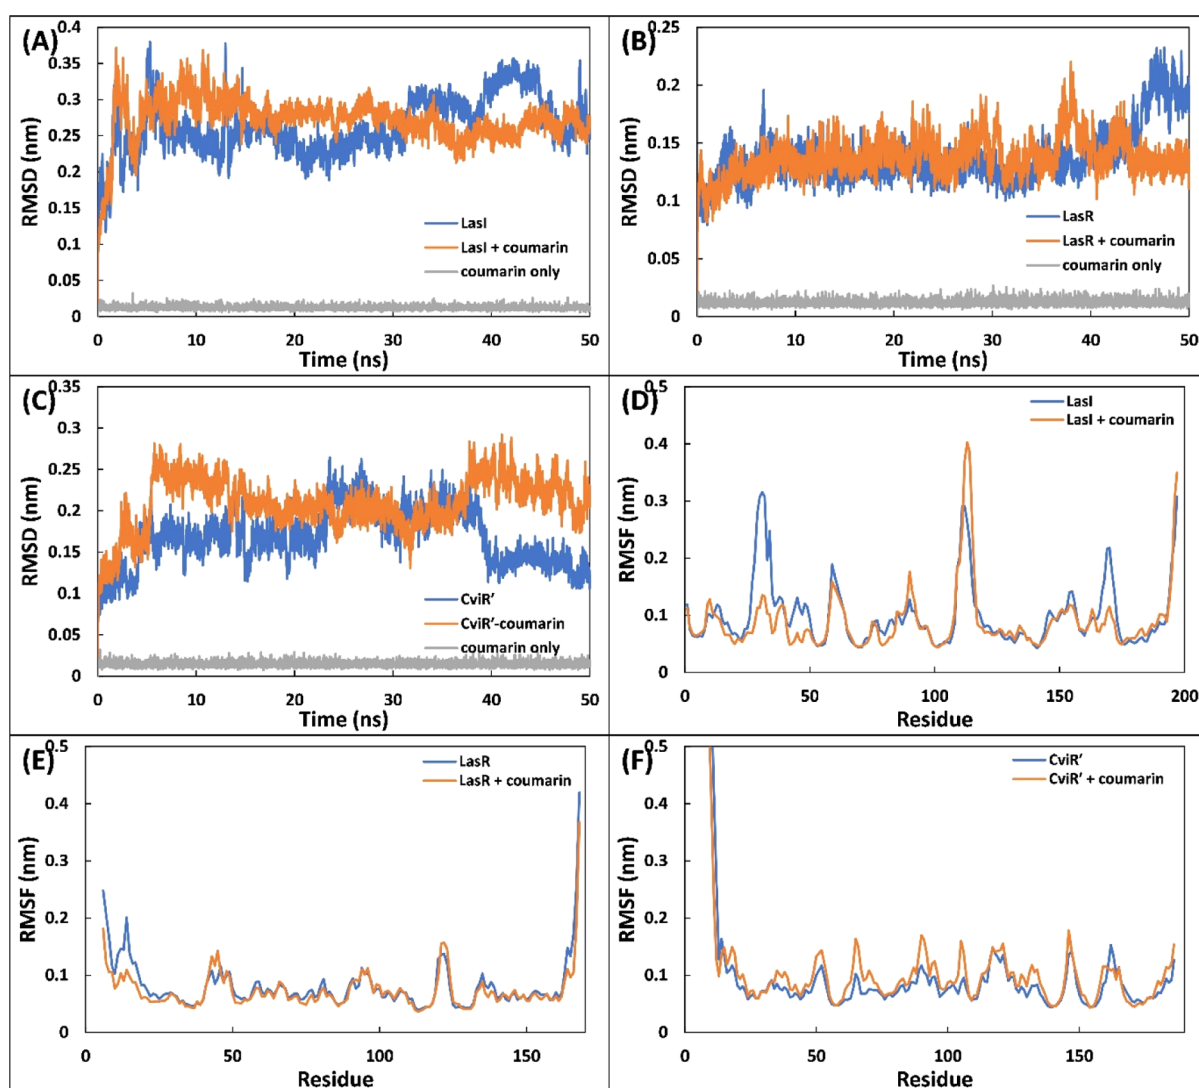 (A)
0.4
0.35
0.3
0.25
0.2
0.15
0.1
0.05
0
RMSD (nm)
LasI
LasI + coumarin
coumarin only
0 10 20 30 40 50
Time (ns)
(B)
0.25
0.2
0.15
0.1
0.05
0
RMSD (nm)
LasR
LasR + coumarin
coumarin only
0 10 20 30 40 50
Time (ns)
(C)
0.35
0.3
0.25
0.2
0.15
0.1
0.05
0
RMSD (nm)
CviR'
CviR'-coumarin
coumarin only
0 10 20 30 40 50
Time (ns)
(D)
0.5
0.4
0.3
0.2
0.1
0
RMSF (nm)
LasI
LasI + coumarin
0 50 100 150 200
Residue
(E)
0.5
0.4
0.3
0.2
0.1
0
RMSF (nm)
LasR
LasR + coumarin
0 50 100 150
Residue
(F)
0.5
0.4
0.3
0.2
0.1
0
RMSF (nm)
CviR'
CviR' + coumarin
0 50 100 150
Residue